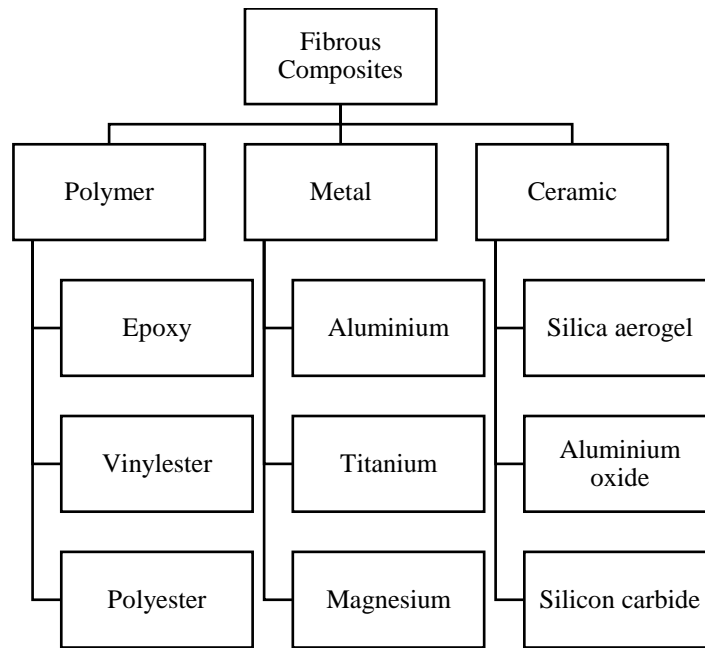 Fibrous
Composites
Polymer
Metal
Ceramic
Epoxy
Aluminium
Silica aerogel
Vinylester
Titanium
Aluminium
oxide
Polyester
Magnesium
Silicon carbide